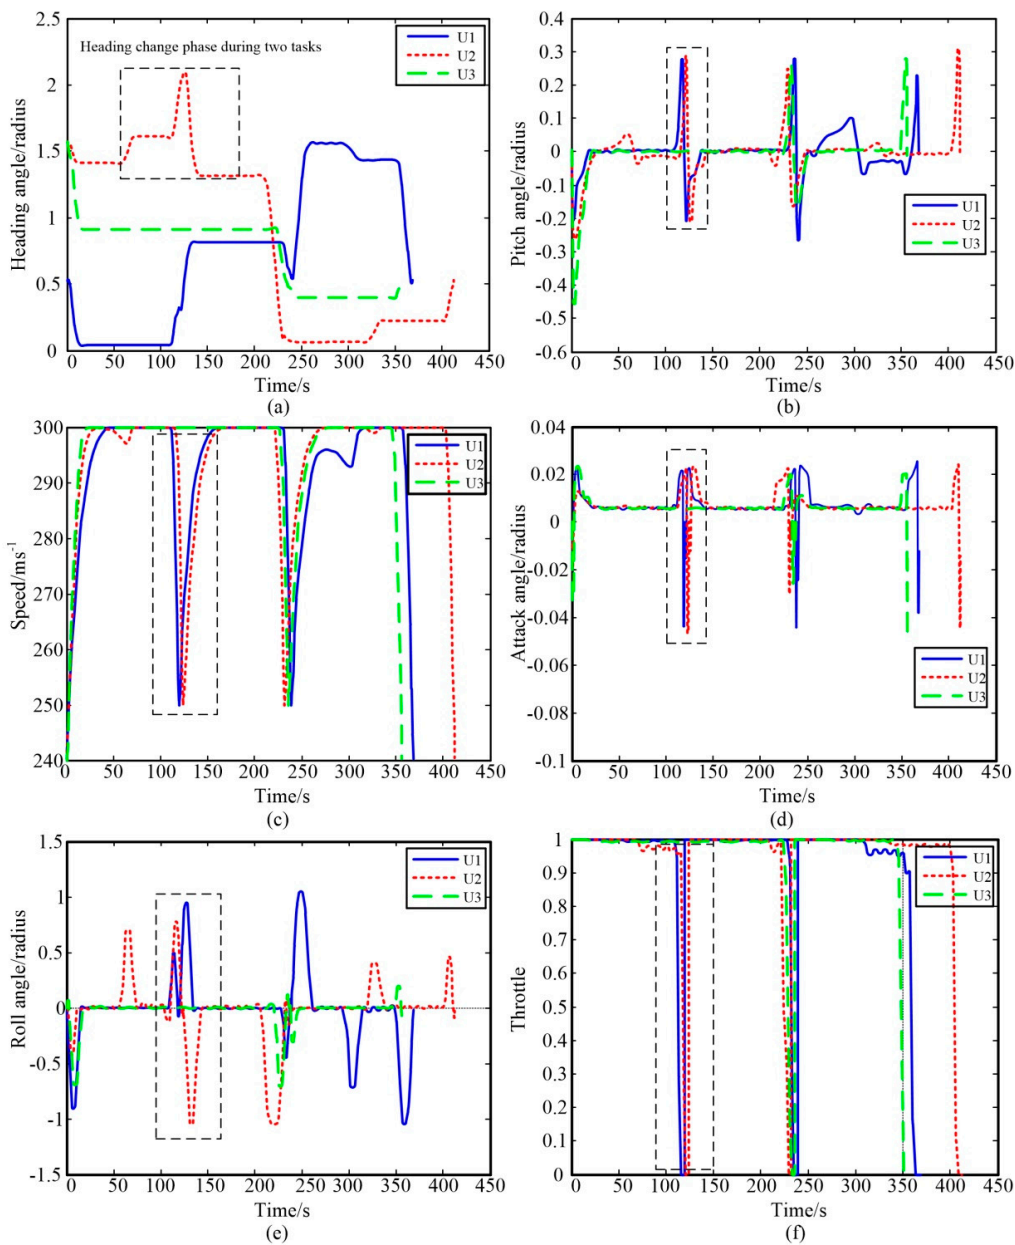 2.5
2
1.5
1
0.5
0
Heading angle/radius
Heading change phase during two tasks
U1
U2
U3
0 50 100 150 200 250 300 350 400 450
Time/s
(a)
0.4
0.3
0.2
0.1
0
-0.1
-0.2
-0.3
-0.4
-0.5
-0.6
Pitch angle/radius
U1
U2
U3
0 50 100 150 200 250 300 350 400 450
Time/s
(b)
300
290
300
280
270
260
250
240
Speed/ms-1
U1
U2
U3
0 50 100 150 200 250 300 350 400 450
Time/s
(c)
0.04
0.02
0
-0.02
-0.04
-0.06
-0.08
-0.1
Attack angle/radius
U1
U2
U3
0 50 100 150 200 250 300 350 400 450
Time/s
(d)
1.5
1
0.5
0
-0.5
-1
-1.5
Roll angle/radius
U1
U2
U3
0 50 100 150 200 250 300 350 400 450
Time/s
(e)
1
0.9
0.8
0.7
0.6
0.5
0.4
0.3
0.2
0.1
0
Throttle
U1
U2
U3
0 50 100 150 200 250 300 350 400 450
Time/s
(f)